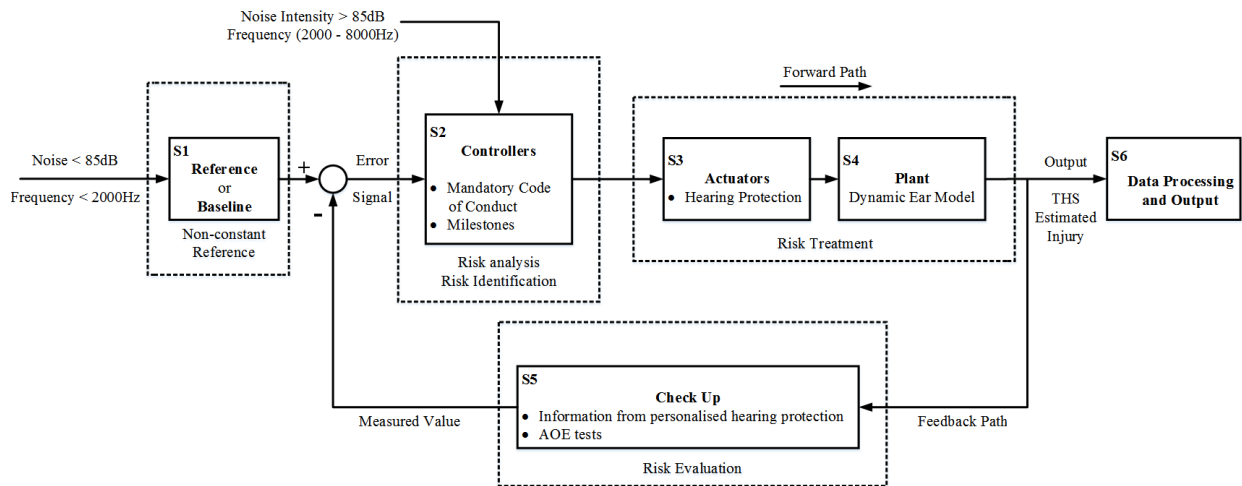 Noise Intensity > 85dB
Frequency (2000 - 8000Hz)
Forward Path
Noise < 85dB
Frequency < 2000Hz
S1
Reference
or
Baseline
Non-constant
Reference
+
-
Error
Signal
S2
Controllers
• Mandatory Code
of Conduct
• Milestones
Risk analysis
Risk Identification
S3
Actuators
• Hearing Protection
S4
Plant
Dynamic Ear Model
Risk Treatment
Output
THS
Estimated
Injury
S6
Data Processing
and Output
S5
Check Up
• Information from personalised hearing protection
• AOE tests
Risk Evaluation
Measured Value
Feedback Path